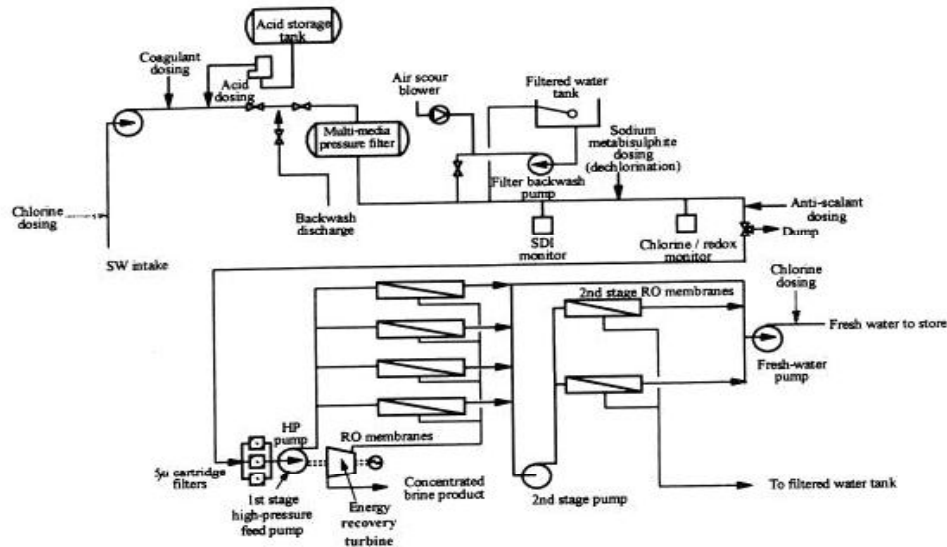 Acid storage
tank
Coagulant
dosing
Acid
dosing
Air scour
blower
Filtered water
tank
Multi-media
pressure filter
Sodium
metabisulphite
dosing
(dechlorination)
Filter backwash
pump
Chlorine
dosing
Backwash
discharge
Anti-scalant
dosing
Dump
SDI
monitor
Chlorine / redox
monitor
SW intake
2nd stage RO membranes
Chlorine
dosing
Fresh water to store
Fresh-water
pump
HP
pump
RO membranes
5μ cartridge
filters
1st stage
high-pressure
feed pump
Energy
recovery
turbine
Concentrated
brine product
2nd stage pump
To filtered water tank